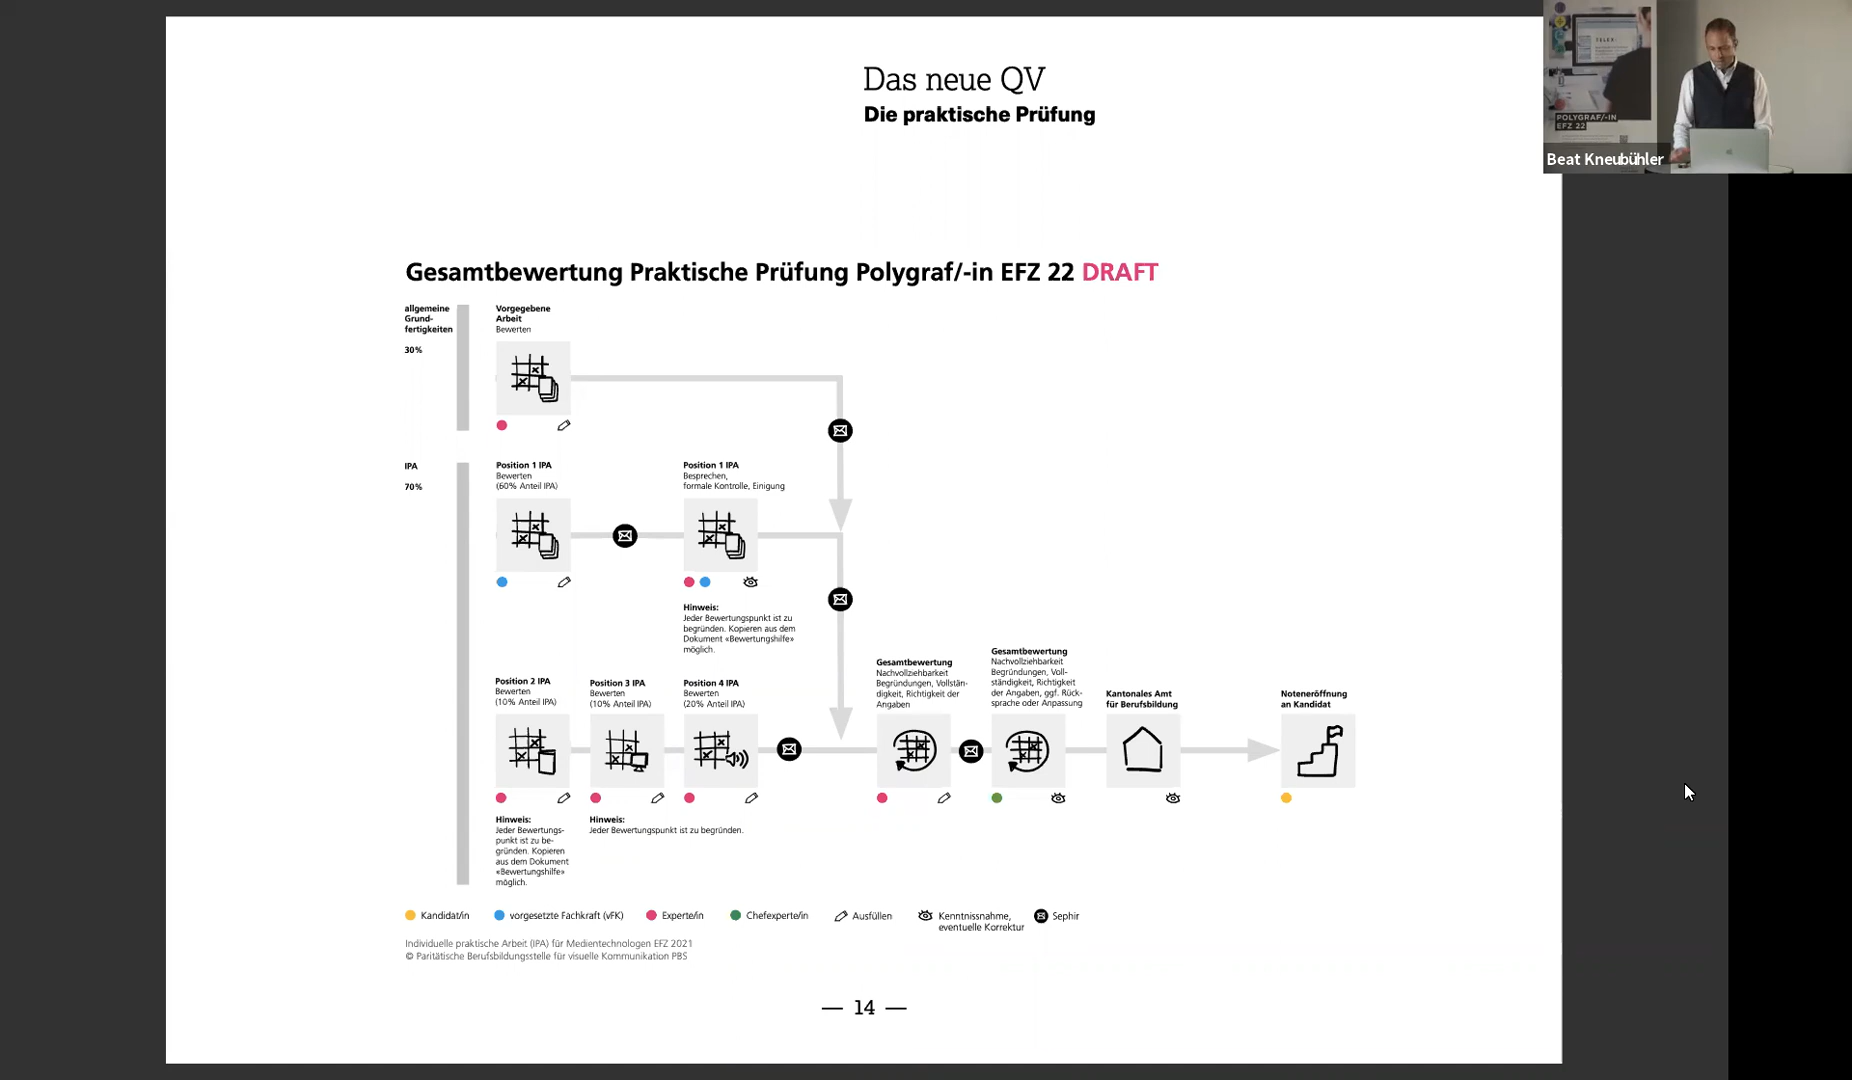 Das neue QV
Die praktische Prüfung
POLYGRAF/-IN
EFZ 22
Beat Kneubühler
Gesamtbewertung Praktische Prüfung Polygraf/-in EFZ 22 DRAFT
allgemeine
Grund-
fertigkeiten
30%
Vorgegebene
Arbeit
Bewerten
IPA
70%
Position 1 IPA
Bewerten
(60% Anteil IPA)
Position 1 IPA
Besprechen,
formale Kontrolle, Einigung
Hinweis:
Jeder Bewertungspunkt ist zu
begründen. Kopieren aus dem
Dokument «Bewertungshilfe»
möglich.
Position 2 IPA
Bewerten
(10% Anteil IPA)
Position 3 IPA
Bewerten
(10% Anteil IPA)
Position 4 IPA
Bewerten
(20% Anteil IPA)
Gesamtbewertung
Nachvollziehbarkeit
Begründungen, Vollstän-
digkeit, Richtigkeit der
Angaben
Gesamtbewertung
Nachvollziehbarkeit
Begründungen, Voll-
ständigkeit, Richtigkeit
der Angaben, ggf. Rück-
sprache oder Anpassung
Kantonales Amt
für Berufsbildung
Noteneröffnung
an Kandidat
Hinweis:
Jeder Bewertungs-
punkt ist zu be-
gründen. Kopieren
aus dem Dokument
«Bewertungshilfe»
möglich.
Hinweis:
Jeder Bewertungspunkt ist zu begründen.
Kandidat/in
vorgesetzte Fachkraft (vFK)
Experte/in
Chefexperte/in
Ausfüllen
Kenntnissnahme,
eventuelle Korrektur
Sephir
Individuelle praktische Arbeit (IPA) für Medientechnologen EFZ 2021
© Paritätische Berufsbildungsstelle für visuelle Kommunikation PBS
— 14 —